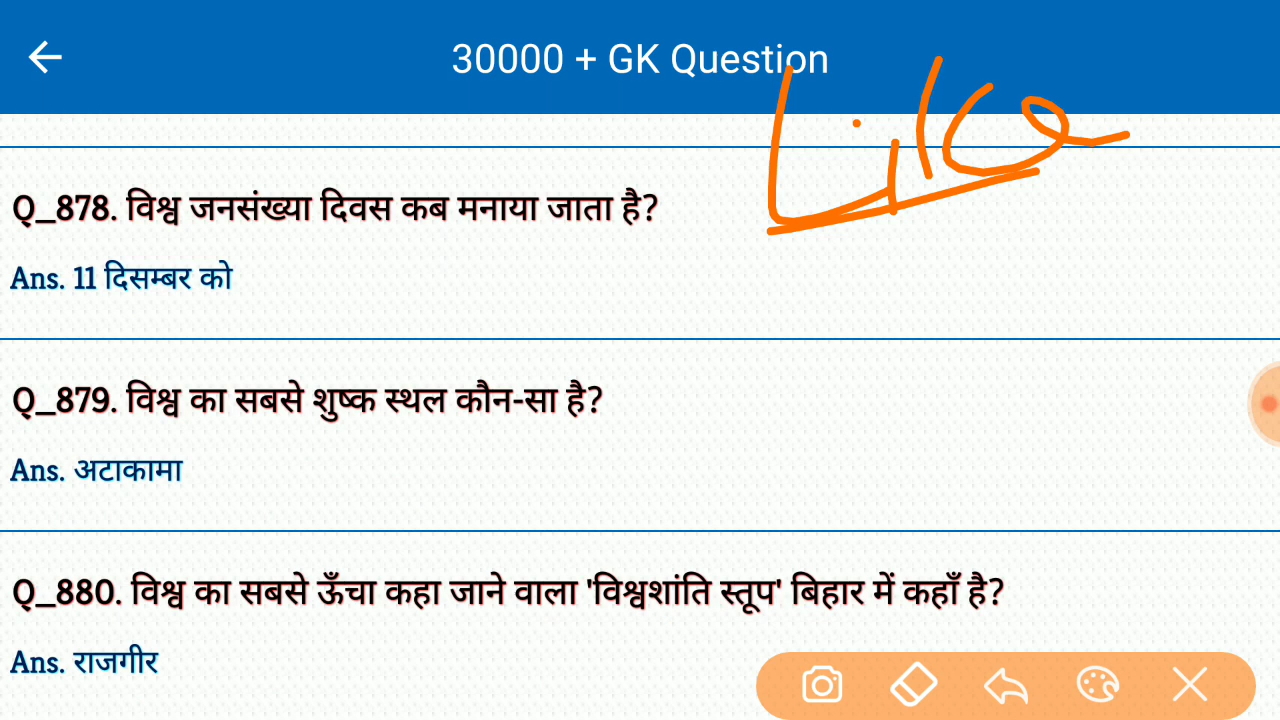 30000 + GK Question
Like
Q_878. विश्व जनसंख्या दिवस कब मनाया जाता है?
Ans. 11 दिसम्बर को
Q_879. विश्व का सबसे शुष्क स्थल कौन-सा है?
Ans. अटाकामा
Q_880. विश्व का सबसे ऊँचा कहा जाने वाला 'विश्वशांति स्तूप' बिहार में कहाँ है?
Ans. राजगीर